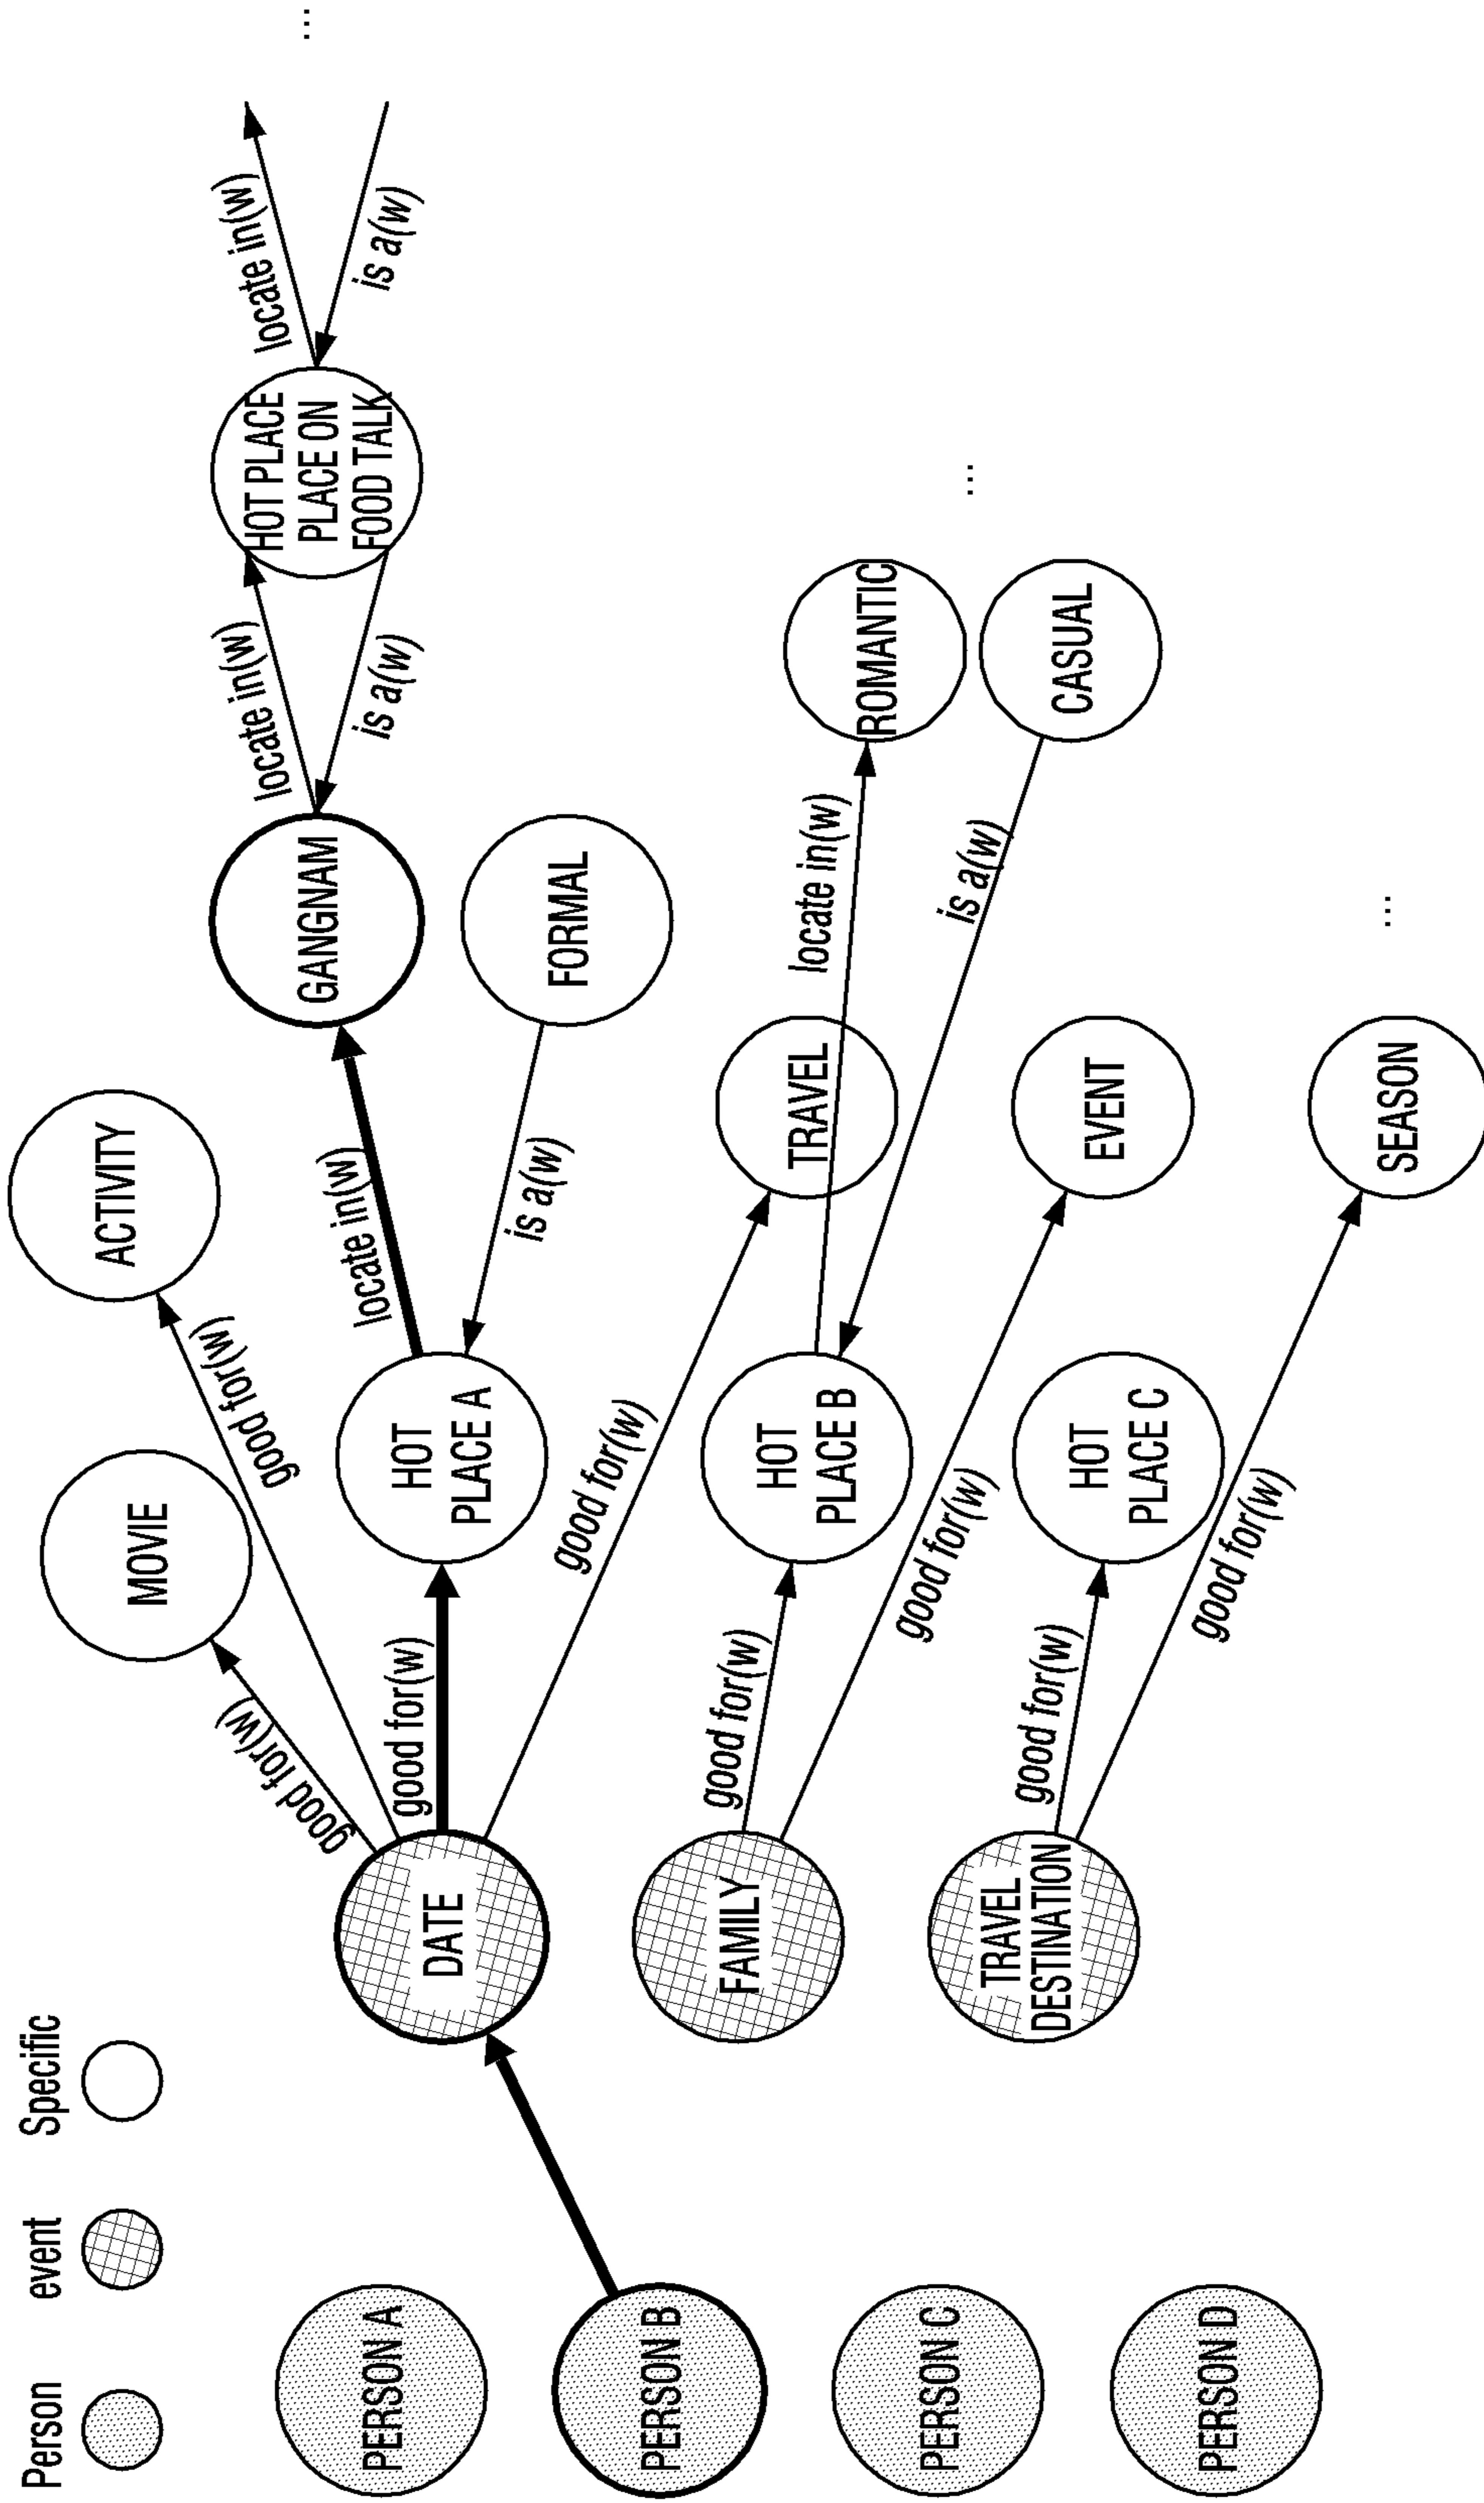 Person
event
Specific
PERSON A
PERSON B
PERSON C
PERSON D
DATE
FAMILY
TRAVEL
DESTINATION
good for(w)
good for(w)
good for(w)
good for(w)
good for(w)
good for(w)
good for(w)
good for(w)
MOVIE
ACTIVITY
HOT
PLACE A
HOT
PLACE B
HOT
PLACE C
TRAVEL
EVENT
SEASON
locate in(w)
is a(w)
GANGNAM
FORMAL
locate in(w)
is a(w)
ROMANTIC
CASUAL
locate in(w)
is a(w)
HOT PLACE
PLACE ON
FOOD TALK
locate in(w)
is a(w)
...
...
...